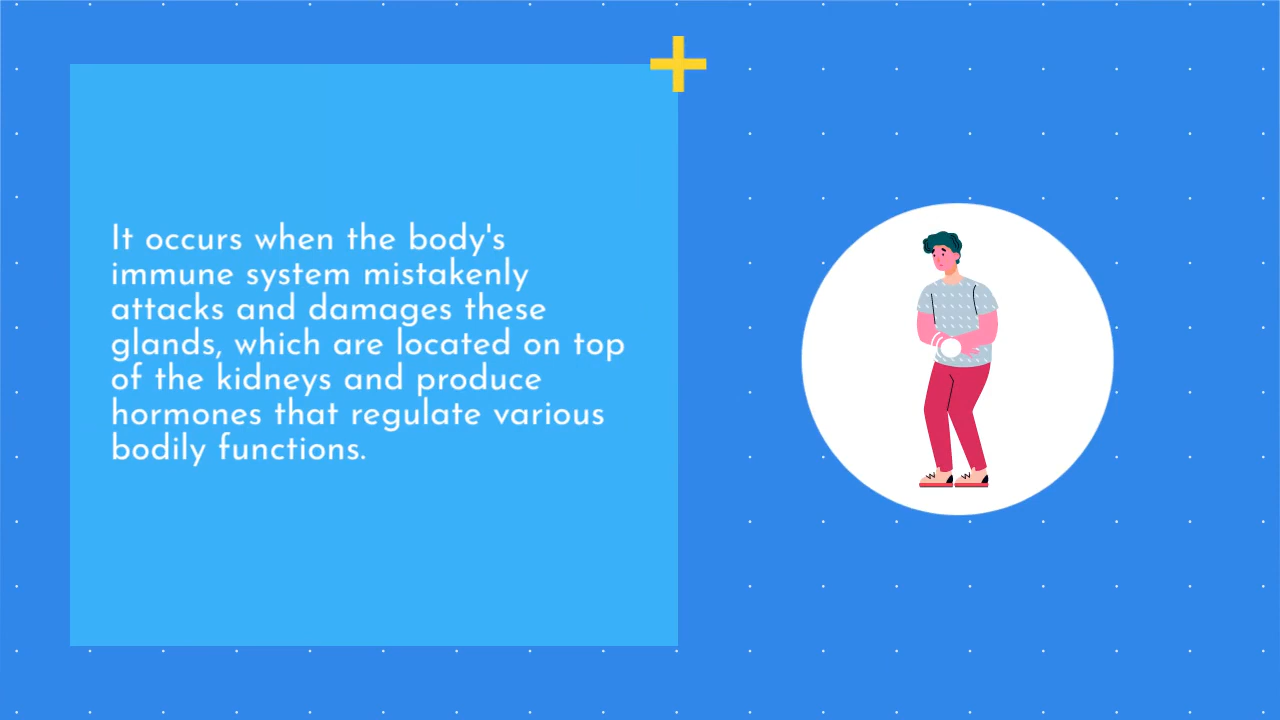 It occurs when the body's
immune system mistakenly
attacks and damages these
glands, which are located on top
of the kidneys and produce
hormones that regulate various
bodily functions.